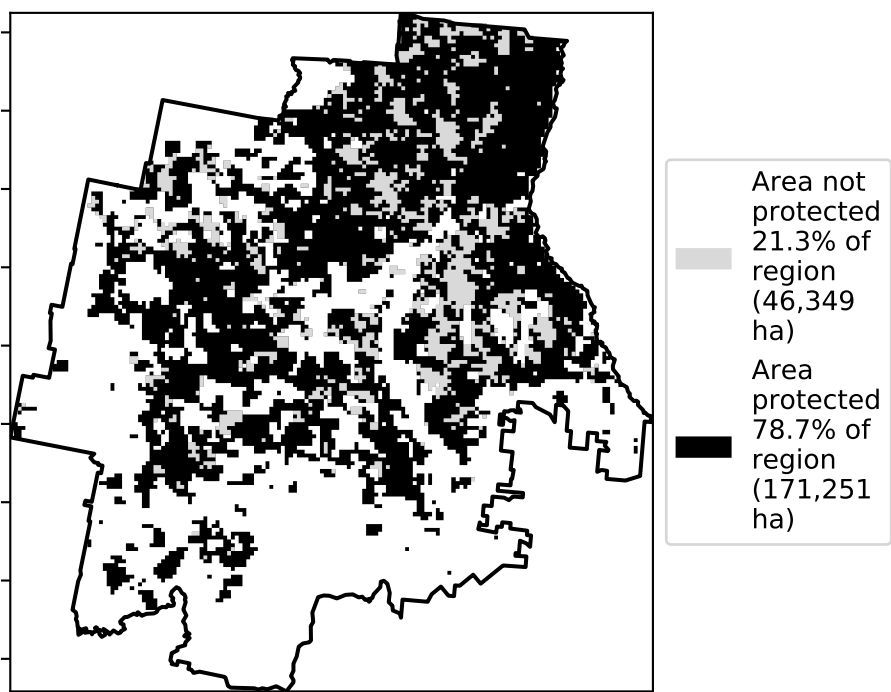 Area not
protected
21.3% of
region
(46,349
ha)
Area
protected
78.7% of
region
(171,251
ha)